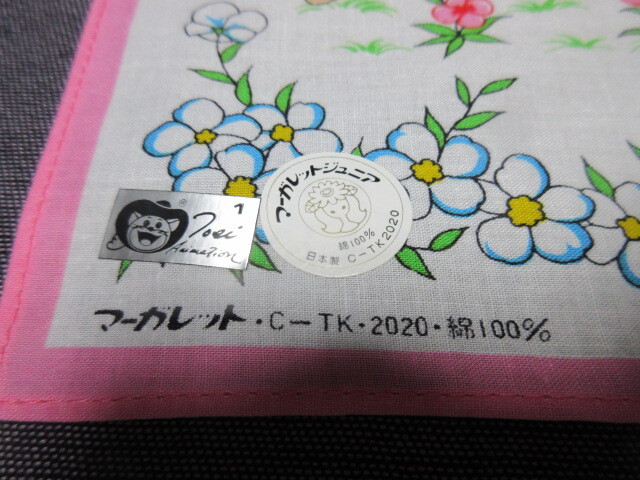 1
®
Toei
Animation
マーガレットジュニア
綿100%
日本製 C-TK2020
マーガレット・C-TK・2020・綿100%